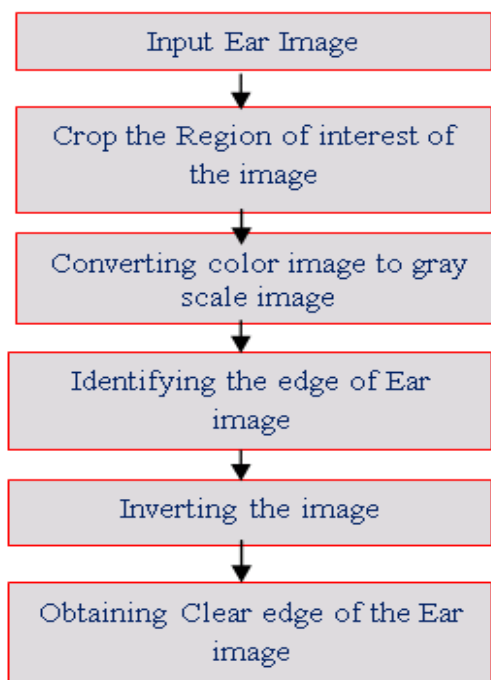 Input Ear Image
Crop the Region of interest of
the image
Converting color image to gray
scale image
Identifying the edge of Ear
image
Inverting the image
Obtaining Clear edge of the Ear
image